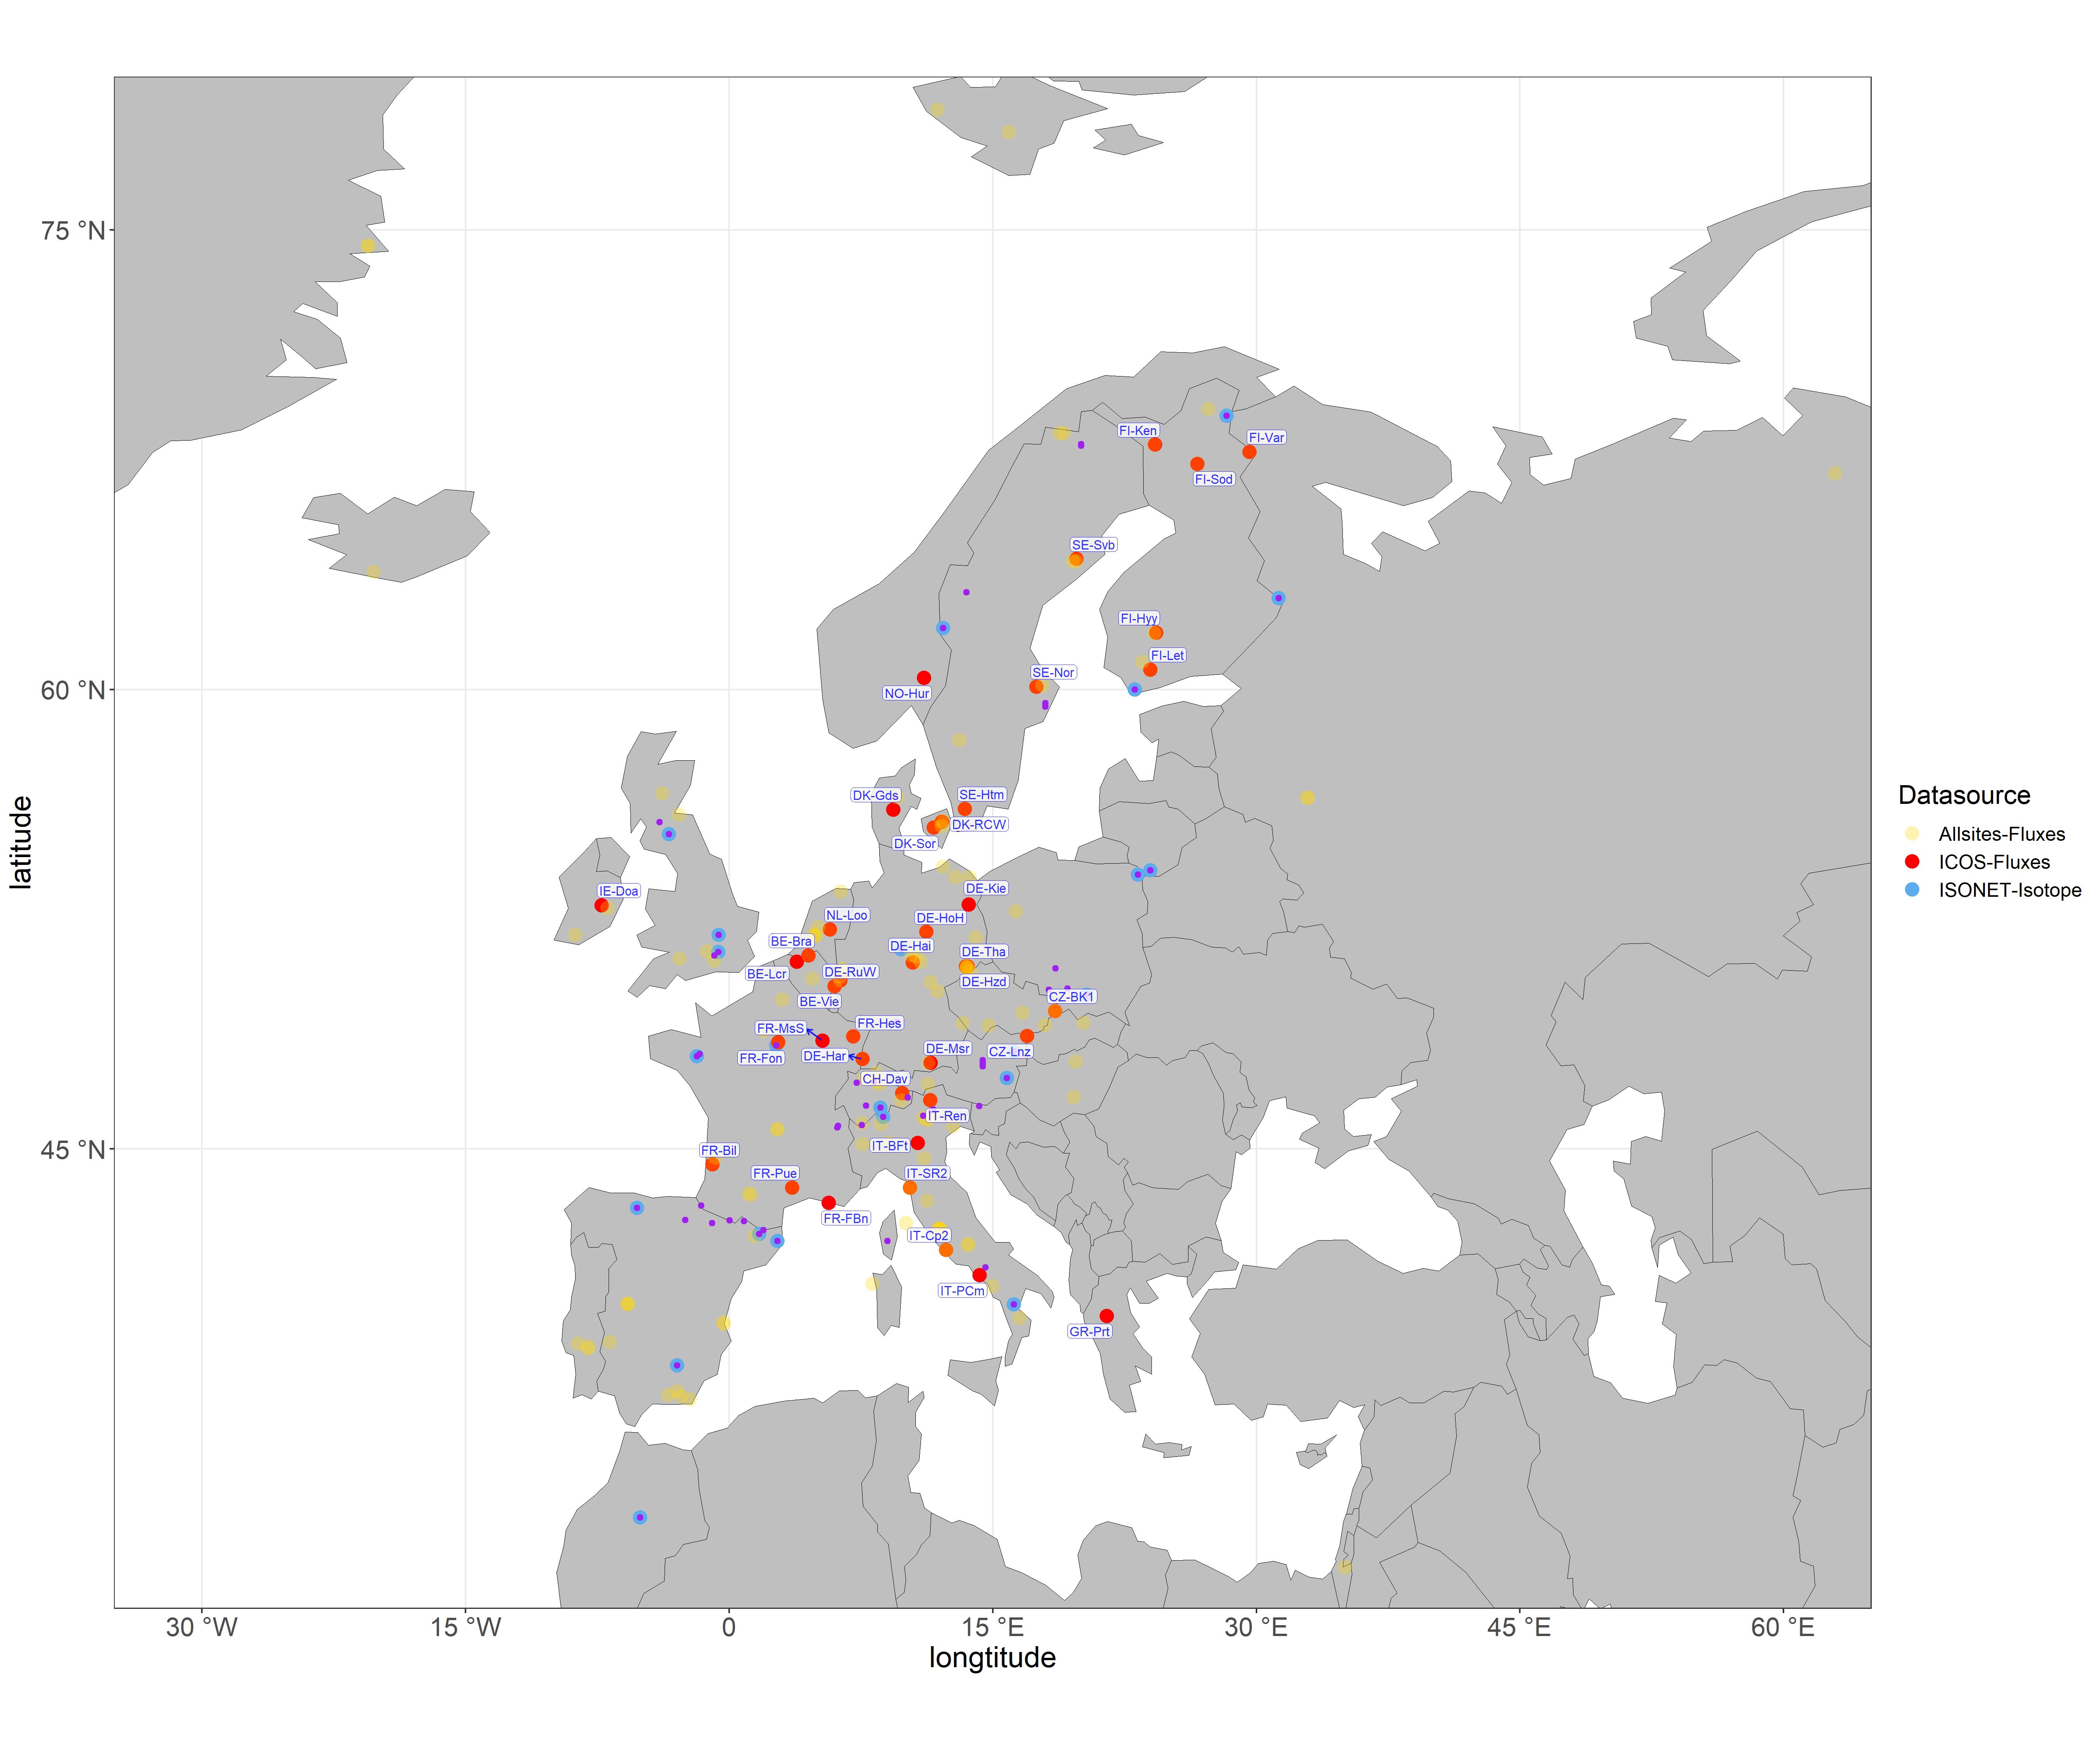 75 °N
60 °N
45 °N
latitude
30 °W
15 °W
0
15 °E
30 °E
45 °E
60 °E
longtitude
Datasource
Allsites-Fluxes
ICOS-Fluxes
ISONET-Isotope
FI-Ken
FI-Var
FI-Sod
SE-Svb
FI-Hyy
FI-Let
SE-Nor
NO-Hur
DK-Gds
SE-Htm
DK-RCW
DK-Sor
IE-Doa
DE-Kie
NL-Loo
DE-HoH
BE-Bra
DE-Hai
DE-Tha
BE-Lcr
DE-RuW
DE-Hzd
BE-Vie
CZ-BK1
FR-MsS
FR-Hes
FR-Fon
DE-Har
DE-Msr
CZ-Lnz
CH-Dav
IT-Ren
IT-BFt
FR-Bil
FR-Pue
IT-SR2
FR-FBn
IT-Cp2
IT-PCm
GR-Prt